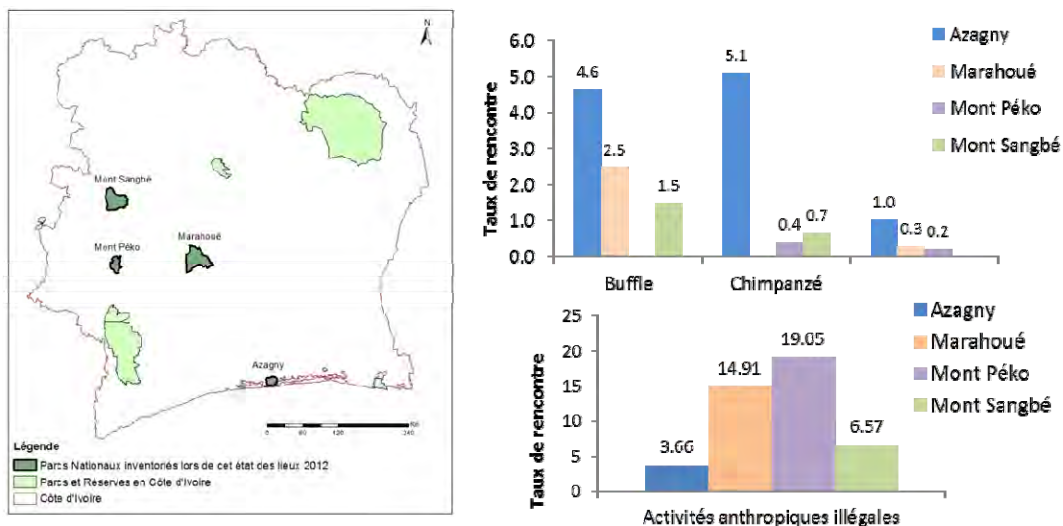 N
Mont Sangbé
Mont Péko
Marahoué
Azagny
0 60 120 240
Légende
Parcs Nationaux inventoriés lors de cet état des lieux 2012
Parcs et Réserves en Côte d'Ivoire
Côte d'Ivoire
Taux de rencontre
6.0
5.0
4.0
3.0
2.0
1.0
0.0
4.6
2.5
1.5
5.1
0.4
0.7
1.0
0.3
0.2
Buffle
Chimpanzé
Azagny
Marahoué
Mont Péko
Mont Sangbé
Taux de rencontre
25
20
15
10
5
0
3.66
14.91
19.05
6.57
Activités anthropiques illégales
Azagny
Marahoué
Mont Péko
Mont Sangbé